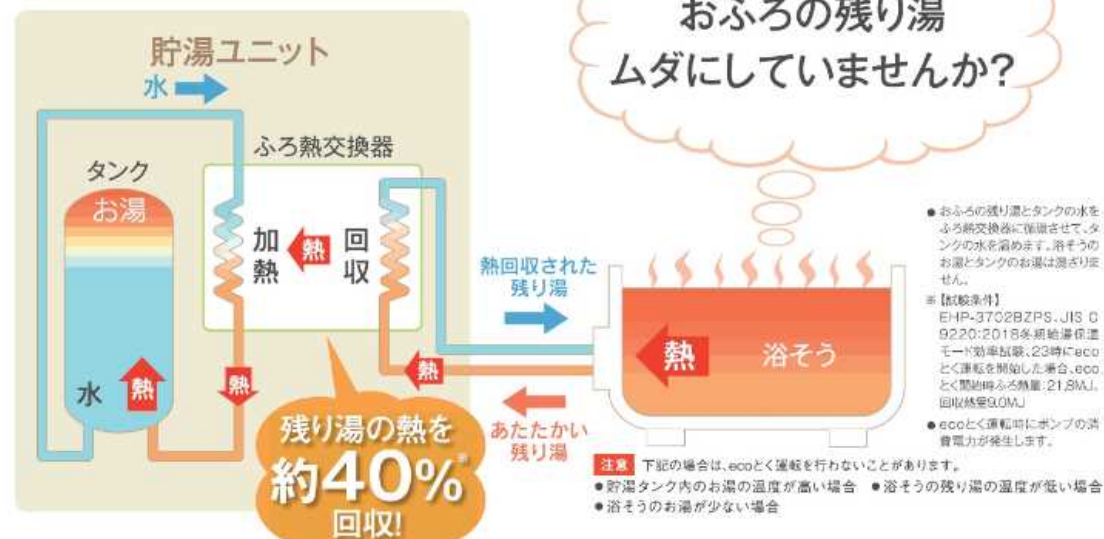 おふろの残り湯
ムダにしていませんか?
貯湯ユニット
水
タンク
お湯
水
熱
熱
ふろ熱交換器
加熱
熱
回収
熱
熱回収された
残り湯
あたたかい
残り湯
熱
浴そう
残り湯の熱を
約40%※
回収!
●おふろの残り湯とタンクの水を
ふろ熱交換器に循環させて、タ
ンクの水を温めます。浴そうの
お湯とタンクのお湯は混ざりま
せん。
※【試験条件】
EHP-3702BZPS、JIS C
9220:2018冬期給湯保温
モード効率試験、23時にeco
とく運転を開始した場合、eco
とく開始時ふろ熱量:21.8MJ、
回収熱量9.0MJ
●ecoとく運転時にポンプの消
費電力が発生します。
注意 下記の場合は、ecoとく運転を行わないことがあります。
●貯湯タンク内のお湯の温度が高い場合 ●浴そうの残り湯の温度が低い場合
●浴そうのお湯が少ない場合